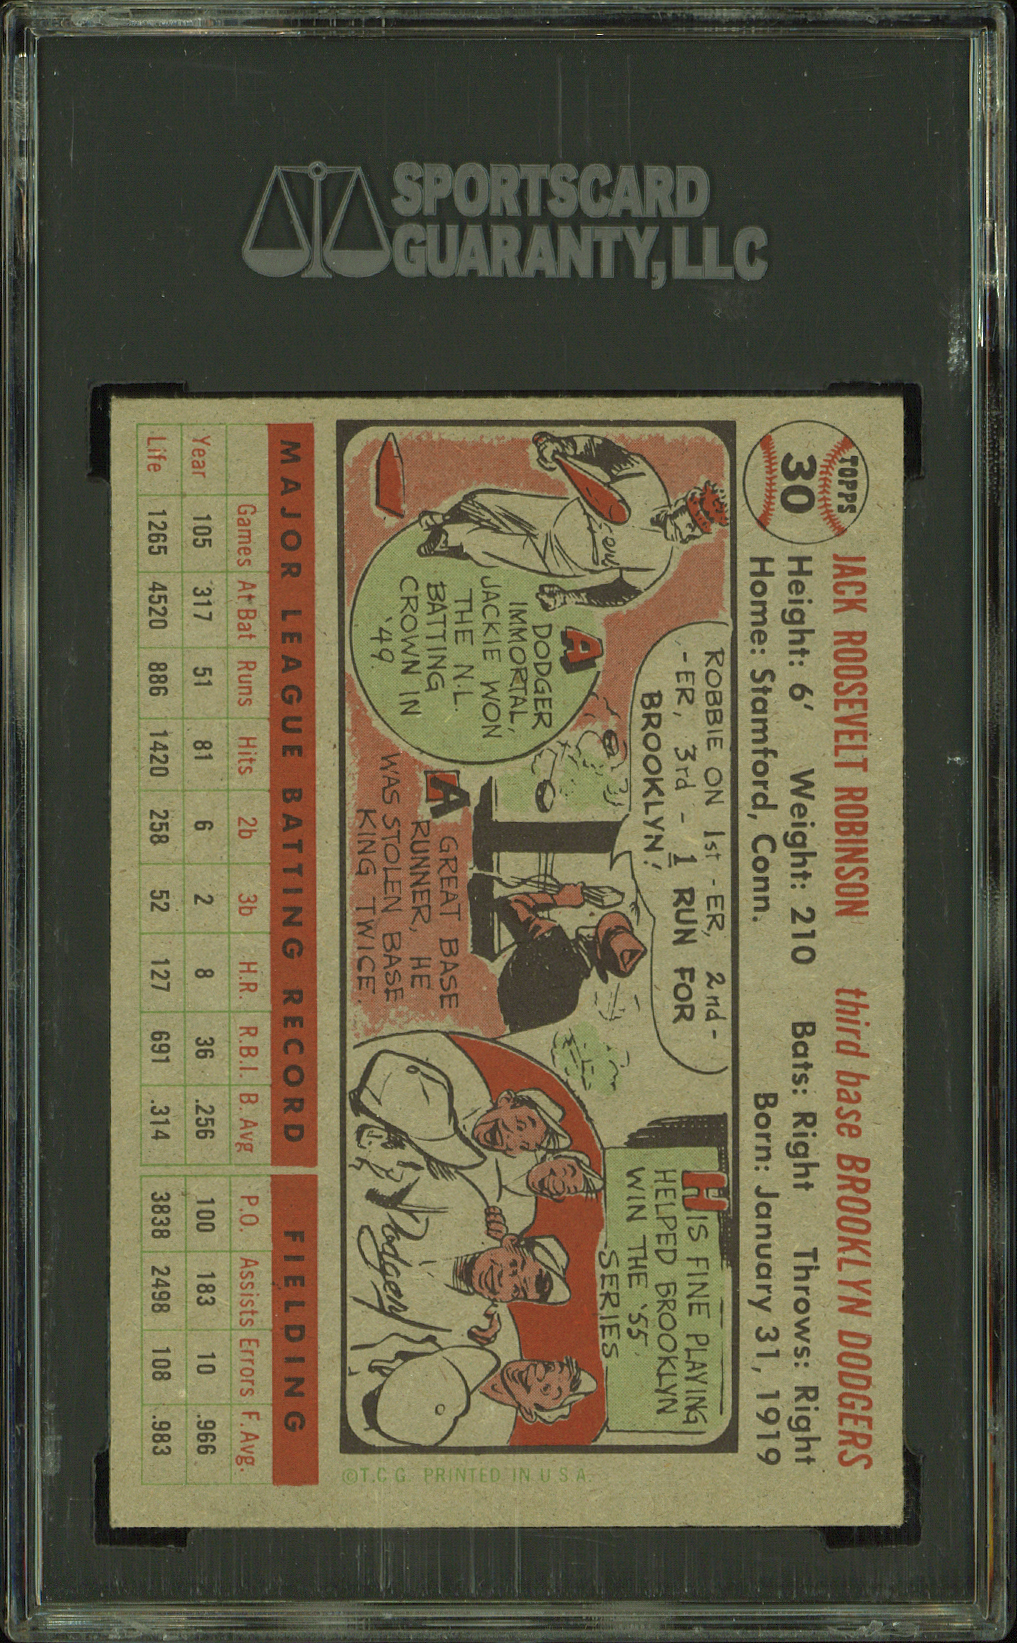 SPORTSCARD
GUARANTY, LLC
TOPPS
30
JACK ROOSEVELT ROBINSON third base BROOKLYN DODGERS
Height: 6' Weight: 210 Bats: Right Throws: Right
Home: Stamford, Conn. Born: January 31, 1919
ROBBIE ON 1st-ER, 2nd-
-ER, 3rd - 1 RUN FOR
BROOKLYN!
A
DODGER
IMMORTAL,
JACKIE WON
THE N.L.
BATTING
CROWN IN
'49.
A GREAT BASE
RUNNER, HE
WAS STOLEN BASE
KING TWICE.
HIS FINE PLAYING
HELPED BROOKLYN
WIN THE '55
SERIES.
Dodgers
©T.C.G. PRINTED IN U.S.A.
MAJOR LEAGUE BATTING RECORD FIELDING
Games At Bat Runs Hits 2b 3b H.R. R.B.I. B. Avg P.O. Assists Errors F. Avg.
Year 105 317 51 81 6 2 8 36 .256 100 183 10 .966
Life 1265 4520 886 1420 258 52 127 691 .314 3838 2498 108 .983